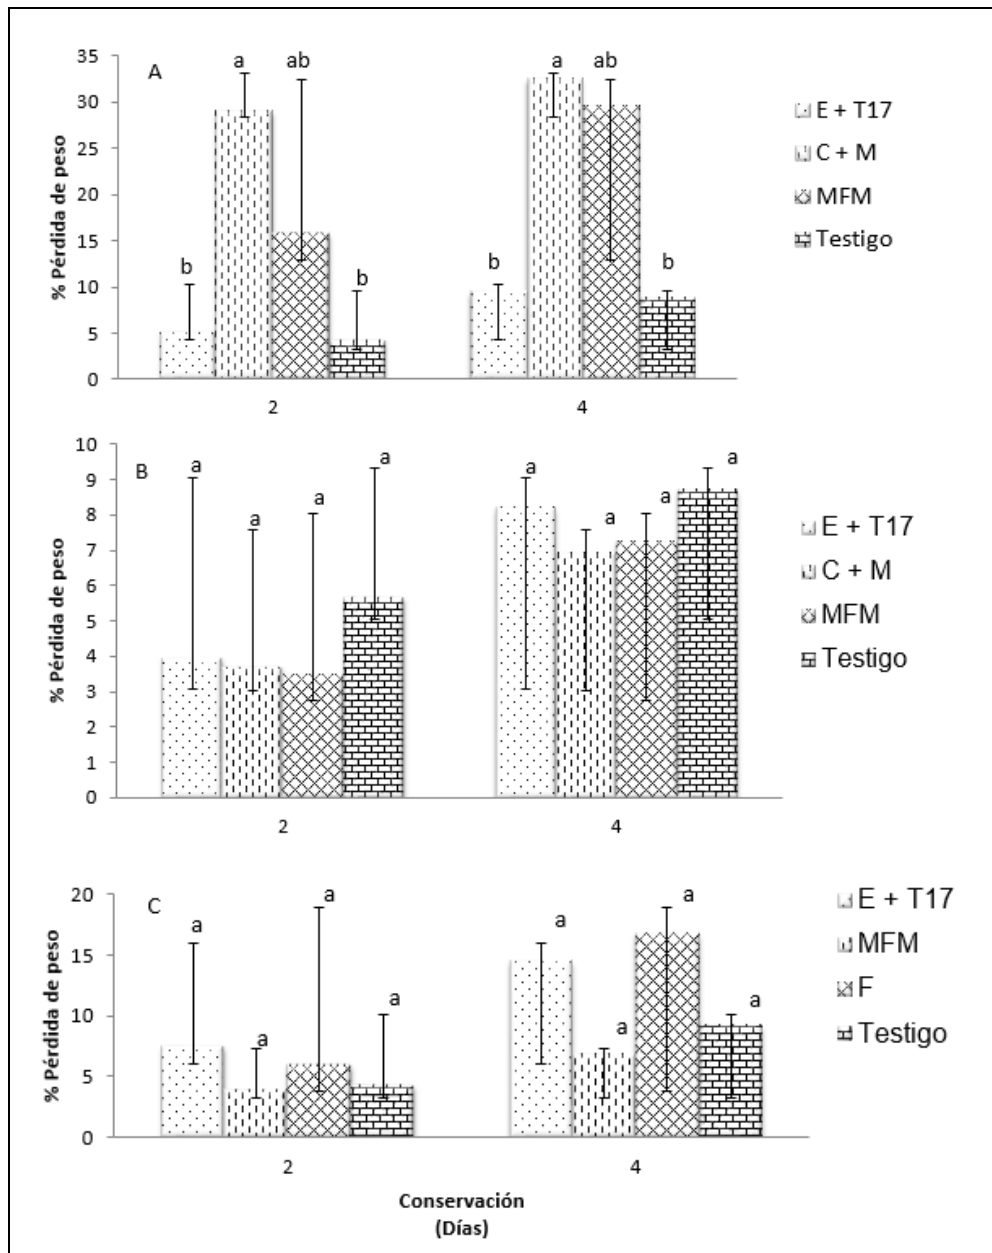 A
% Pérdida de peso
35
30
25
20
15
10
5
0
b
a
ab
b
b
a
ab
b
2
4
E + T17
C + M
MFM
Testigo
B
% Pérdida de peso
10
9
8
7
6
5
4
3
2
1
0
a
a
a
a
a
a
a
a
2
4
E + T17
C + M
MFM
Testigo
C
% Pérdida de peso
20
15
10
5
0
a
a
a
a
a
a
a
a
2
4
E + T17
MFM
F
Testigo
Conservación
(Días)